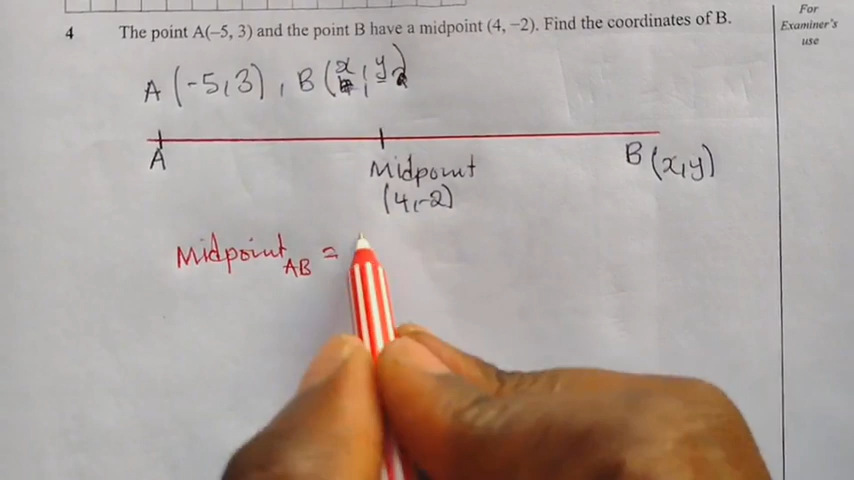 For
Examiner's
use
4 The point A(–5, 3) and the point B have a midpoint (4, –2). Find the coordinates of B.
A (-5,3), B(x, y)
A
Midpoint
(4,-2)
B (x,y)
Midpoint AB =